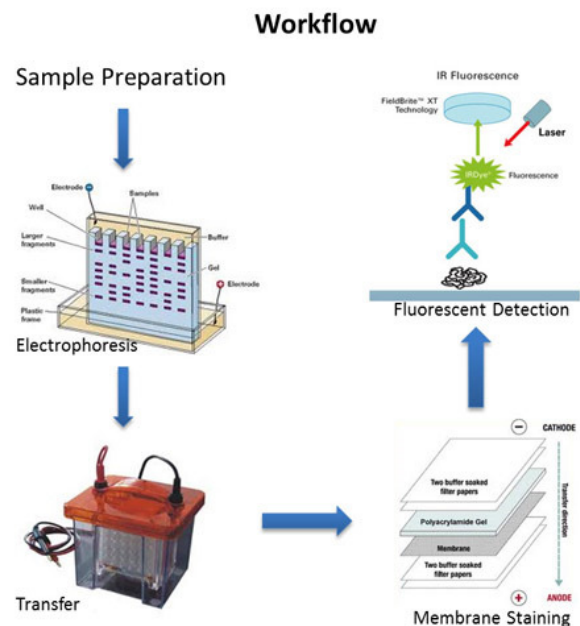 Workflow
Sample Preparation
Electrode
Samples
Well
Buffer
Larger
fragments
Gel
Smaller
fragments
Electrode
Plastic
frame
Electrophoresis
Transfer
Two buffer soaked
filter papers
Polyacrylamide Gel
Membrane
Two buffer soaked
filter papers
− CATHODE
Transfer direction
+ ANODE
Membrane Staining
IR Fluorescence
FieldBrite™ XT
Technology
Laser
IRDye®
Fluorescence
Fluorescent Detection